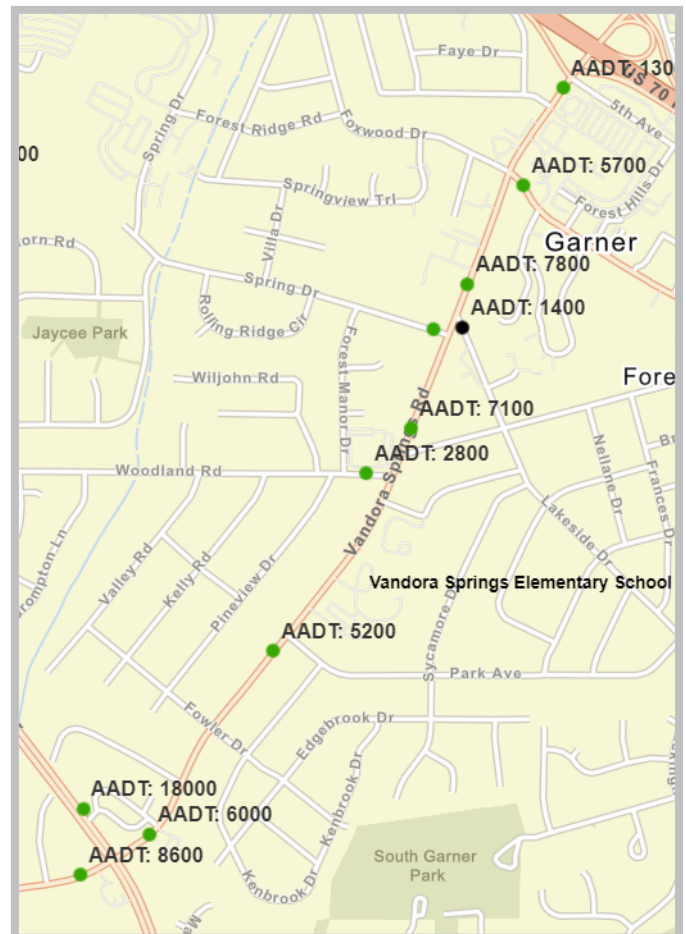 Faye Dr
AADT: 130
US 70
5th Ave
Spring Dr
Forest Ridge Rd
Foxwood Dr
00
AADT: 5700
Springview Trl
Forest Hills Dr
Villa Dr
Garner
orn Rd
AADT: 7800
Spring Dr
AADT: 1400
Rolling Ridge Cir
Jaycee Park
Forest Manor Dr
Fore
Wiljohn Rd
AADT: 7100
Vandora Springs Rd
Br
Nellane Dr
Frances Dr
AADT: 2800
Woodland Rd
Lakeside Dr
rompton Ln
Valley Rd
Kelly Rd
Pineview Dr
Vandora Springs Elementary School
Sycamore D
AADT: 5200
Park Ave
Fowler Dr
Edgebrook Dr
Kenbrook Dr
AADT: 18000
AADT: 6000
AADT: 8600
South Garner
Park
Kenbrook Dr
Ma